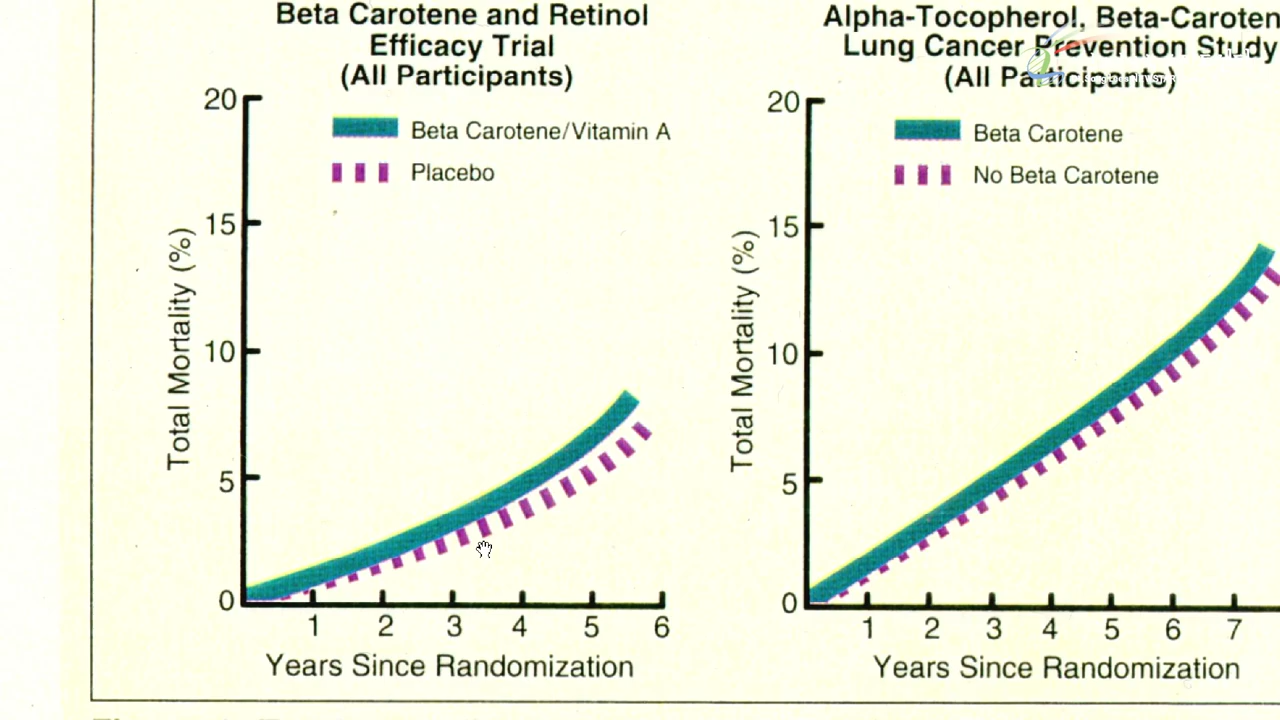 Beta Carotene and Retinol
Efficacy Trial
(All Participants)
20
15
10
5
0
Total Mortality (%)
Beta Carotene/Vitamin A
Placebo
1 2 3 4 5 6
Years Since Randomization
Alpha-Tocopherol, Beta-Caroten
Lung Cancer Prevention Study
(All Participants)
20
15
10
5
0
Total Mortality (%)
Beta Carotene
No Beta Carotene
1 2 3 4 5 6 7
Years Since Randomization